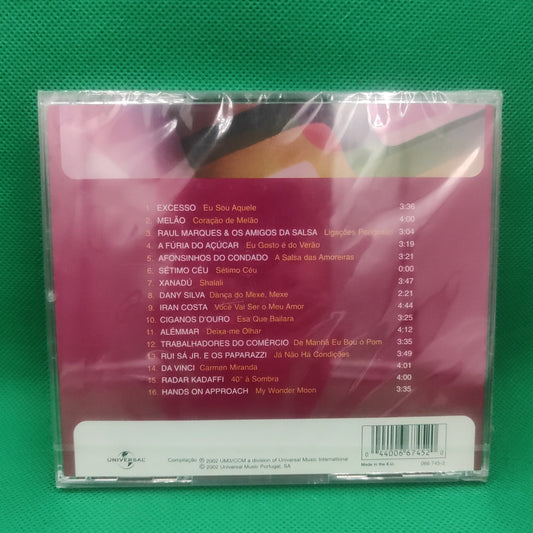 1. EXCESSO Eu Sou Aquele 3:36
2. MELÃO Coração de Melão 4:00
3. RAUL MARQUES & OS AMIGOS DA SALSA Ligações 3:04
4. A FÚRIA DO AÇÚCAR Eu Gosto é do Verão 3:19
5. AFONSINHOS DO CONDADO A Salsa das Amoreiras 3:21
6. SÉTIMO CÉU Sétimo Céu 0:00
7. XANADÚ Shalali 3:47
8. DANY SILVA Dança do Mexe, Mexe 2:21
9. IRAN COSTA Você Vai Ser o Meu Amor 3:44
10. CIGANOS D'OURO Esa Que Bailara
11. ALÉMMAR Deixa-me Olhar 4:12
12. TRABALHADORES DO COMÉRCIO De Manhã Eu Bou ó Pom 3:35
13. RUI SÁ JR. E OS PAPARAZZI Já Não Há Condições 3:49
14. DA VINCI Carmen Miranda 4:01
15. RADAR KADAFFI 40° à Sombra 4:00
16. HANDS ON APPROACH My Wonder Moon 3:35
UNIVERSAL
Compilação ℗ 2002 UM3/CCM a division of Universal Music International
© 2002 Universal Music Portugal, SA
0 44006 67452 0
Made in the E.U.
066 745-2